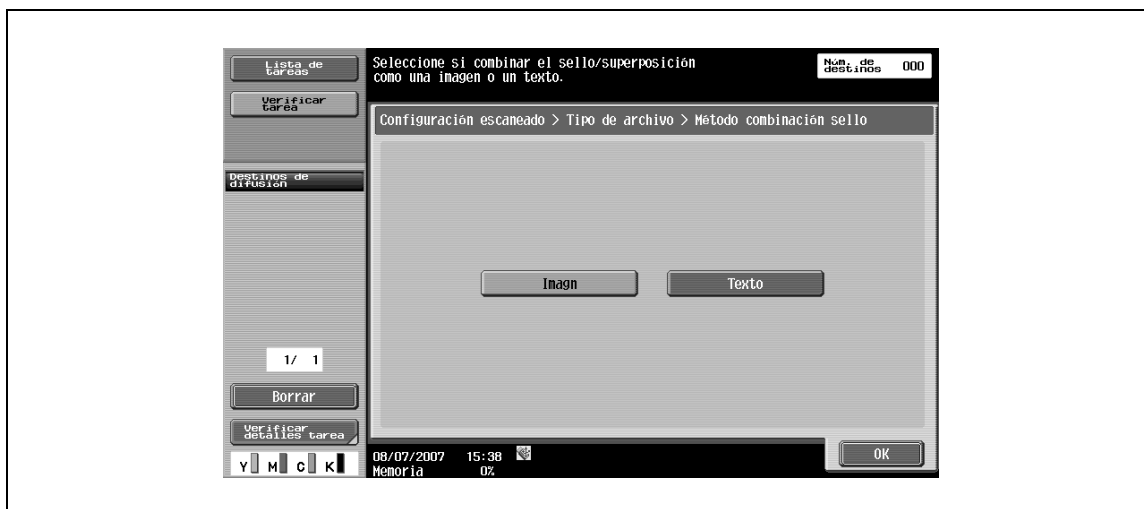 Lista de
tareas
Verificar
tarea
Destinos de
difusión
1/ 1
Borrar
Verificar
detalles tarea
Y M C K
Seleccione si combinar el sello/superposición
como una imagen o un texto.
Núm. de
destinos 000
Configuración escaneado > Tipo de archivo > Método combinación sello
Imagn Texto
08/07/2007 15:38
Memoria 0%
OK